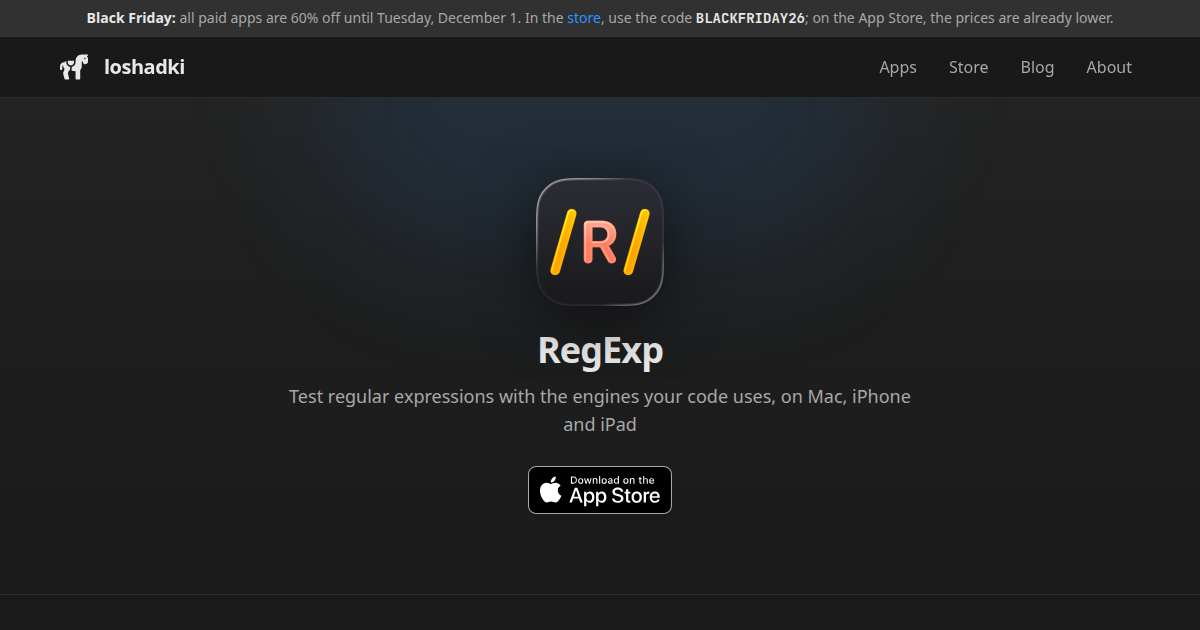 Black Friday: all paid apps are 60% off until Tuesday, December 1. In the store, use the code BLACKFRIDAY26; on the App Store, the prices are already lower.
loshadki
Apps
Store
Blog
About
/R/
RegExp
Test regular expressions with the engines your code uses, on Mac, iPhone
and iPad
Download on the
App Store